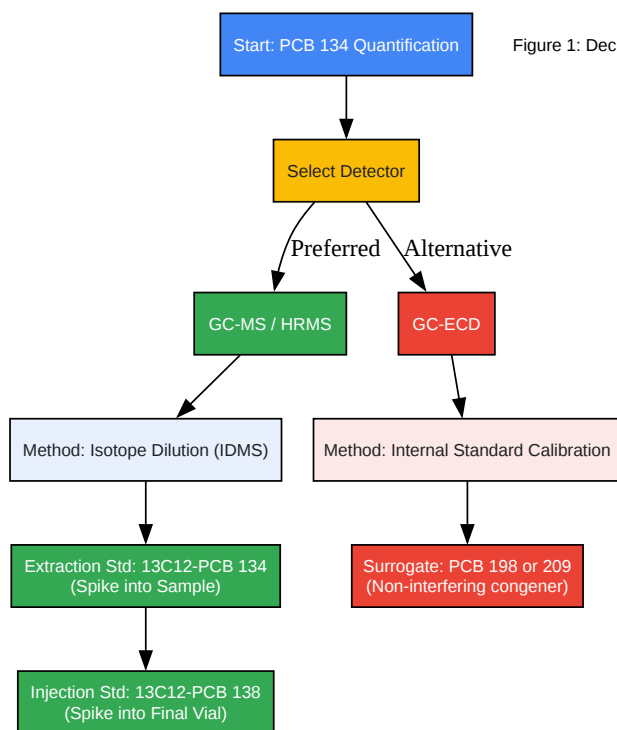 Start: PCB 134 Quantification
Figure 1: Dec
Select Detector
Preferred
Alternative
GC-MS / HRMS
GC-ECD
Method: Isotope Dilution (IDMS)
Method: Internal Standard Calibration
Extraction Std: 13C12-PCB 134
(Spike into Sample)
Surrogate: PCB 198 or 209
(Non-interfering congener)
Injection Std: 13C12-PCB 138
(Spike into Final Vial)